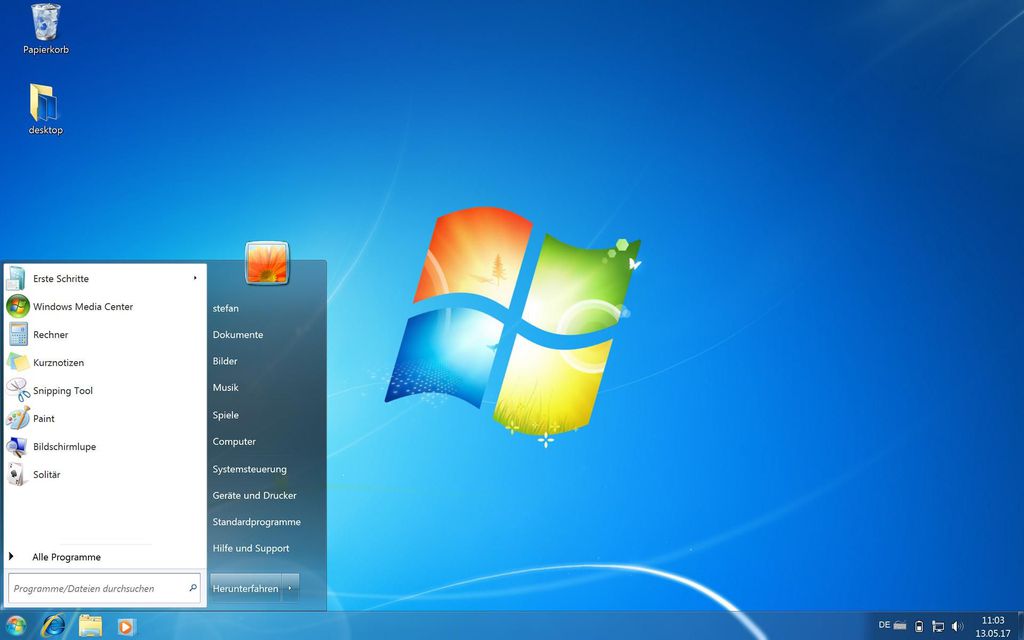 Papierkorb
desktop
Erste Schritte
Windows Media Center
Rechner
Kurznotizen
Snipping Tool
Paint
Bildschirmlupe
Solitär
Alle Programme
Programme/Dateien durchsuchen
stefan
Dokumente
Bilder
Musik
Spiele
Computer
Systemsteuerung
Geräte und Drucker
Standardprogramme
Hilfe und Support
Herunterfahren
DE
11:03
13.05.17